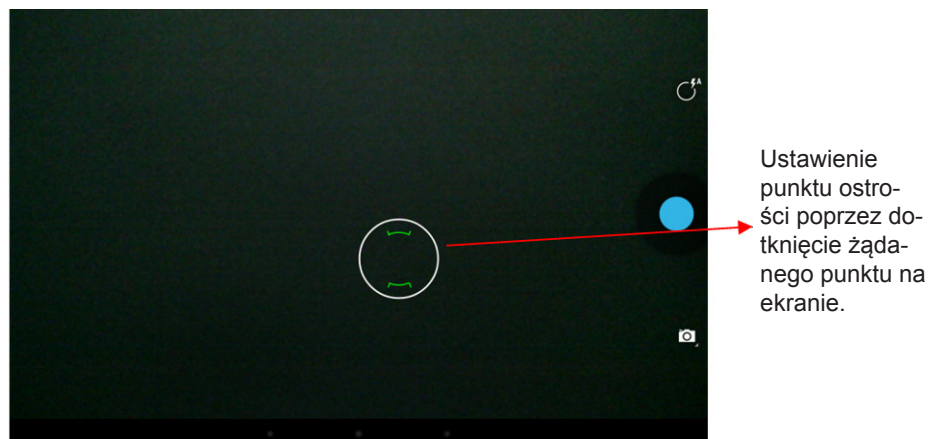 Ustawienie
punktu ostro-
ści poprzez do-
tknięcie żąda-
nego punktu na
ekranie.